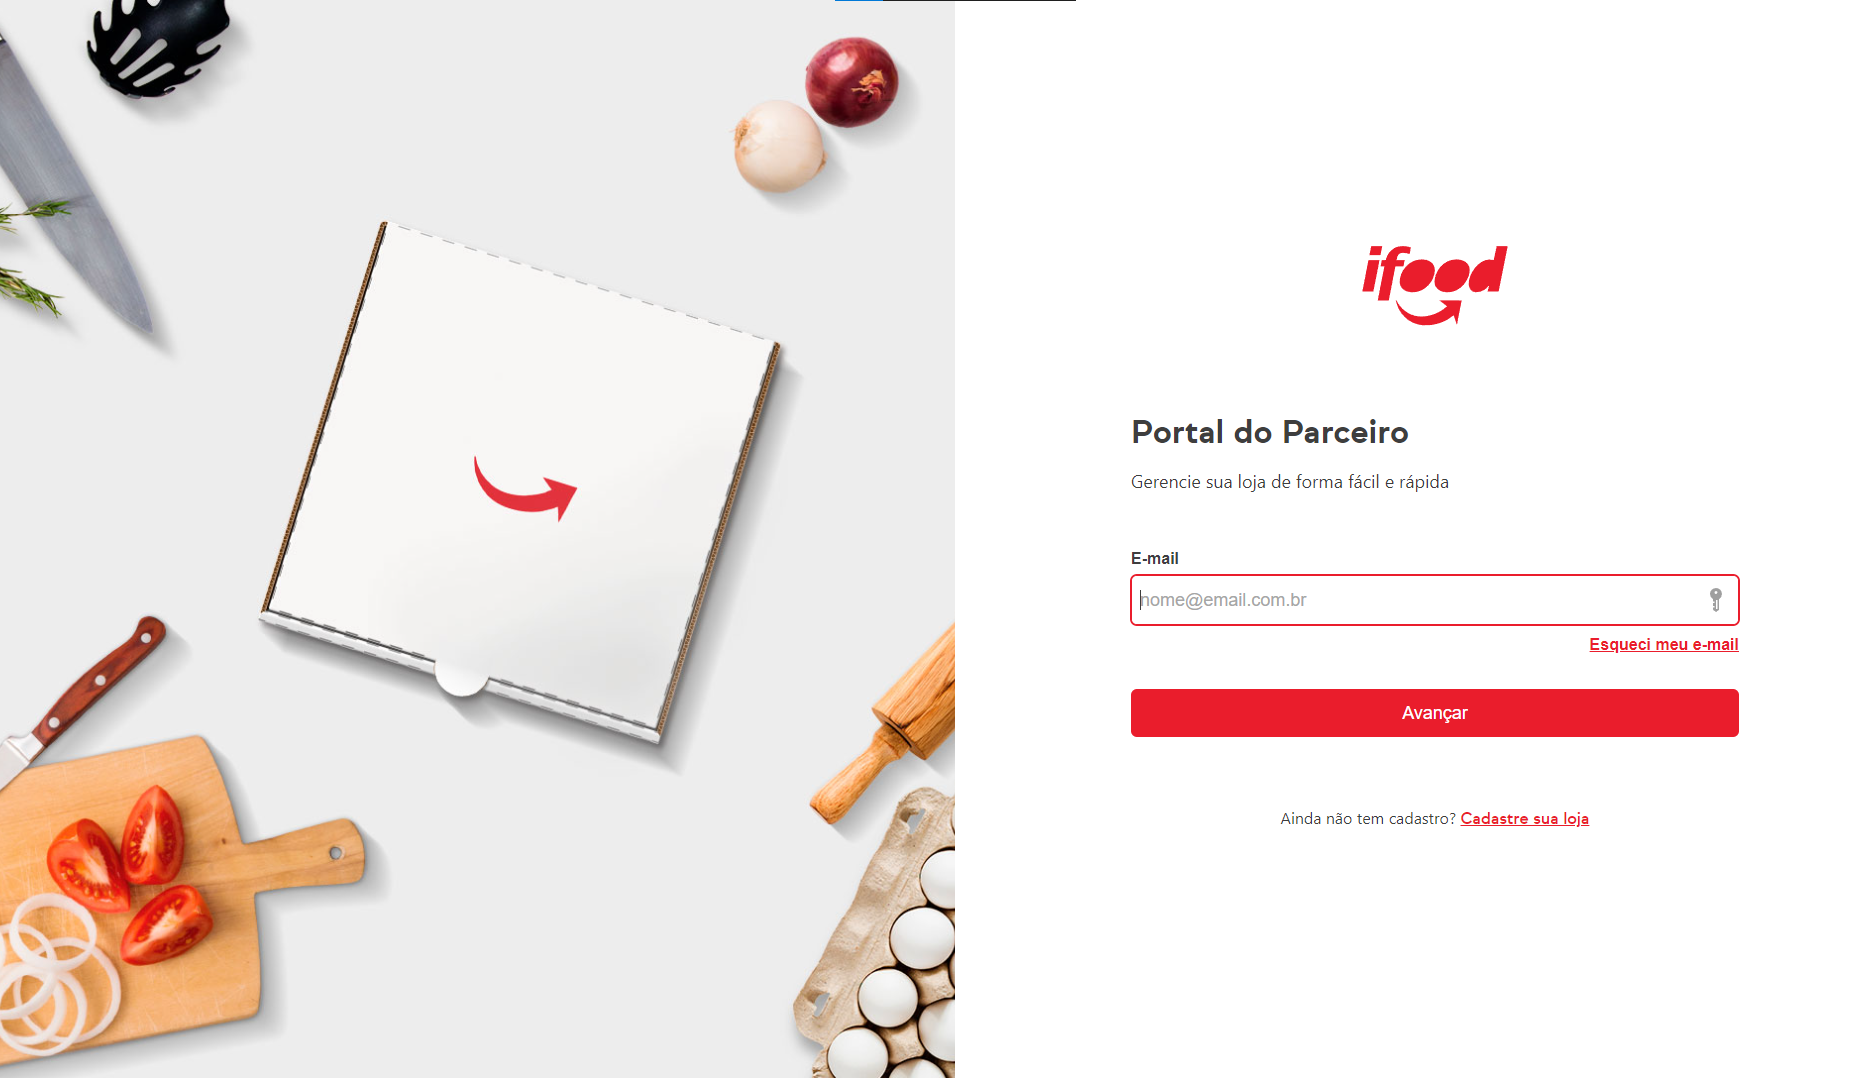 ifood
Portal do Parceiro
Gerencie sua loja de forma fácil e rápida
E-mail
nome@email.com.br
Esqueci meu e-mail
Avançar
Ainda não tem cadastro? Cadastre sua loja